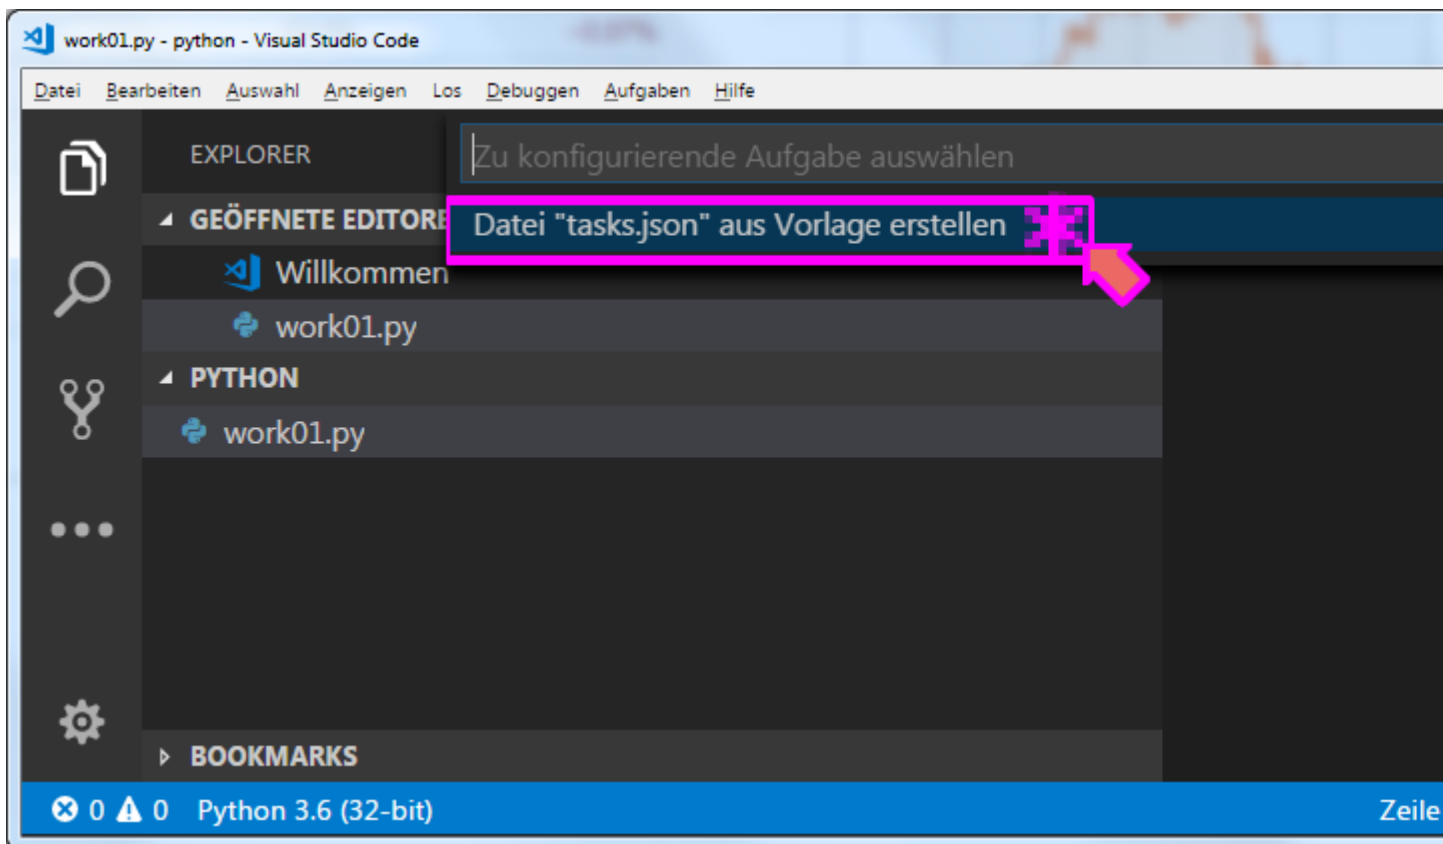 work01.py - python - Visual Studio Code
Datei Bearbeiten Auswahl Anzeigen Los Debuggen Aufgaben Hilfe
EXPLORER
Zu konfigurierende Aufgabe auswählen
GEÖFFNETE EDITORE
Datei "tasks.json" aus Vorlage erstellen
Willkommen
work01.py
PYTHON
work01.py
BOOKMARKS
0 0 Python 3.6 (32-bit) Zeile